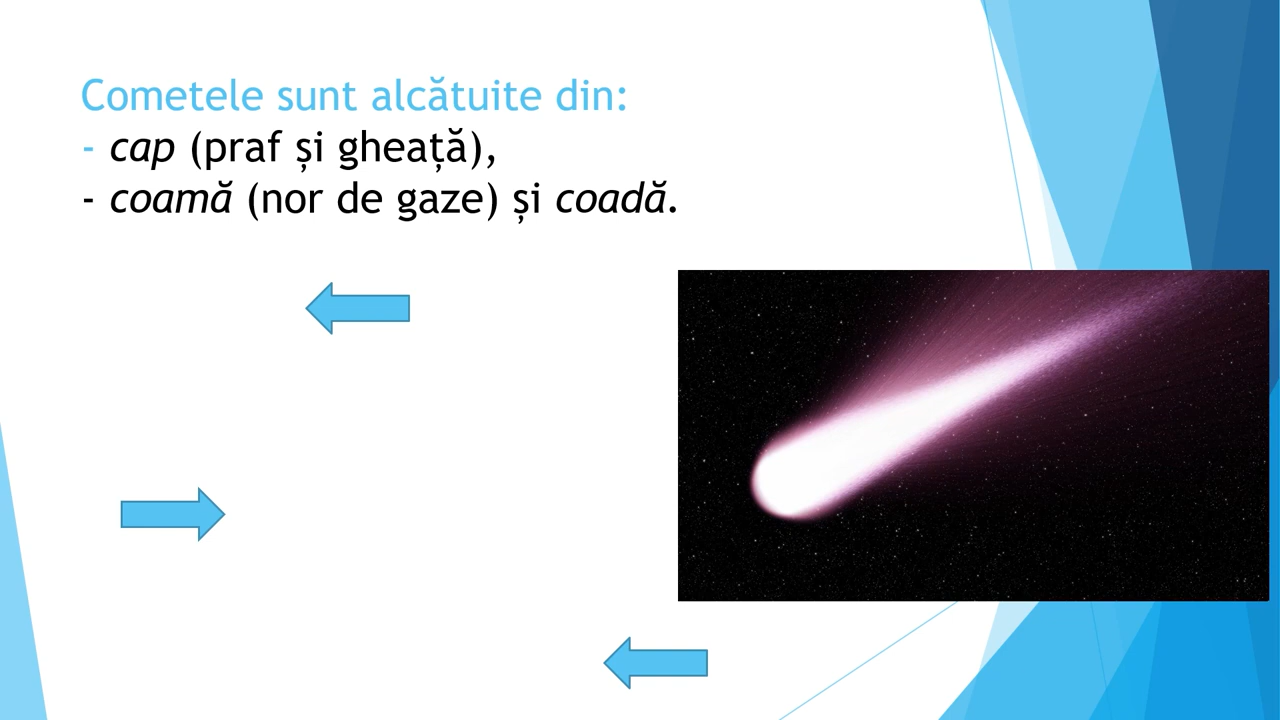 Cometele sunt alcătuite din:
- cap (praf și gheață),
- coamă (nor de gaze) și coadă.